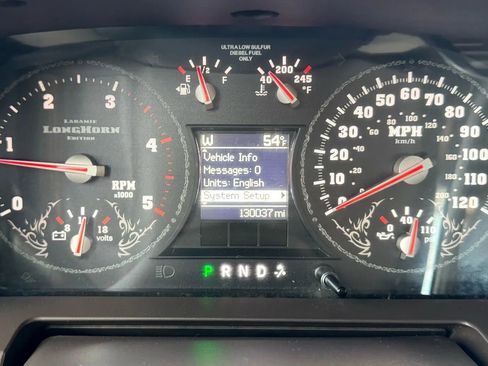 ULTRA LOW SULFUR
DIESEL FUEL
ONLY
E 1/2 F
40 200 245
°F
0 1 2 3 4 5
LARAMIE
LONGHORN
EDITION
RPM
x1000
8 18
volts
W 54°F
Vehicle Info
Messages: 0
Units: English
System Setup
130037 mi
P R N D
0 10 20 30 40 50 60 70 80 90 100 110 120
MPH
km/h
0 40 110